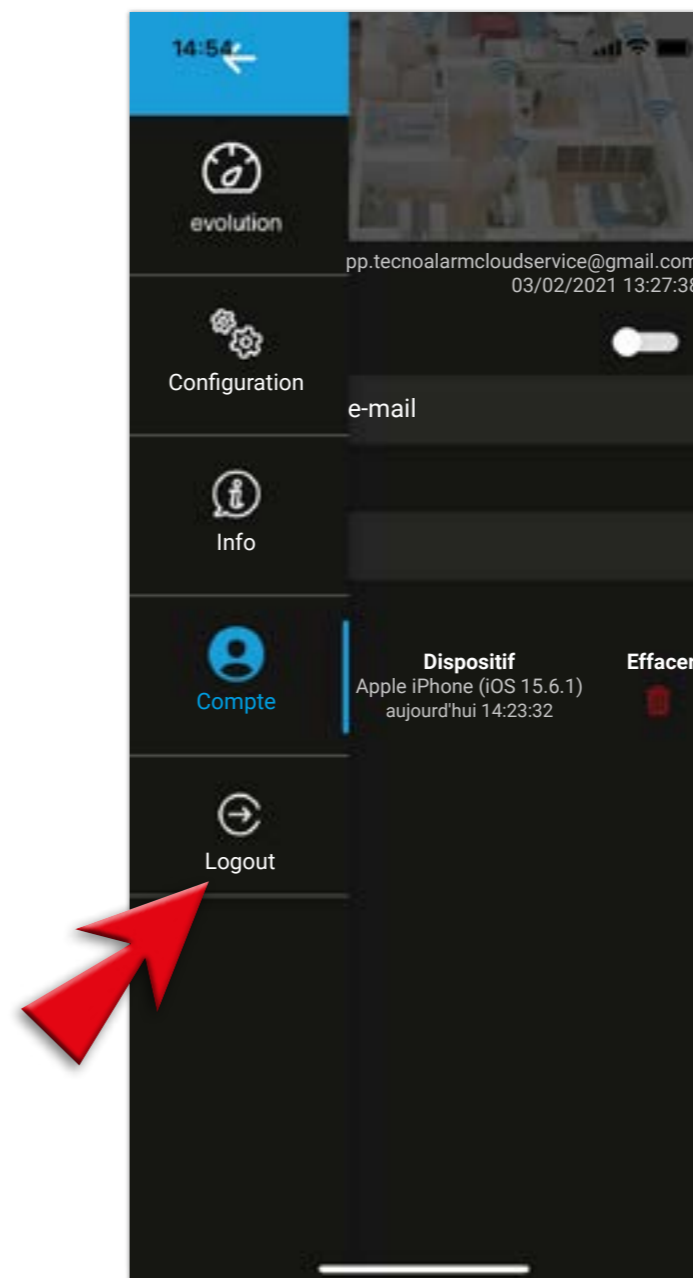 14:54
evolution
pp.tecnoalarmcloudservice@gmail.com
03/02/2021 13:27:38
Configuration
e-mail
Info
Compte
Dispositif
Effacer
Apple iPhone (iOS 15.6.1)
aujourd'hui 14:23:32
Logout